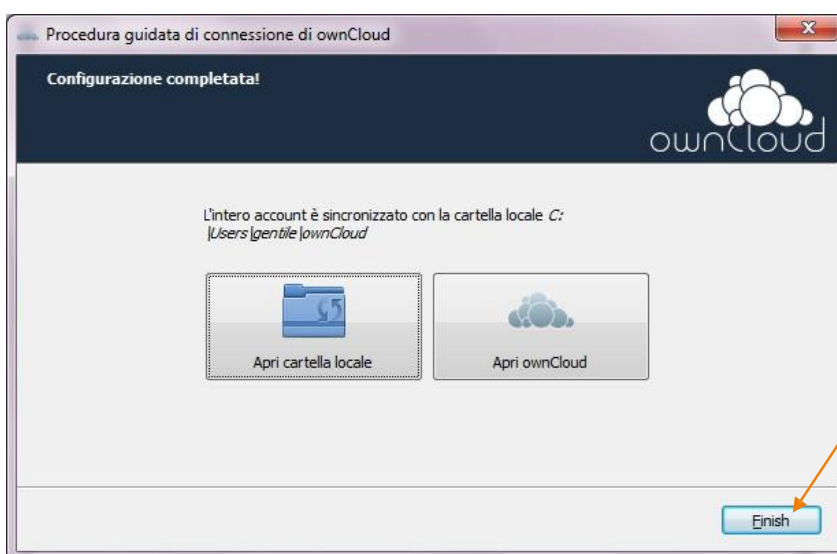 Procedura guidata di connessione di ownCloud
Configurazione completata!
ownCloud
L'intero account è sincronizzato con la cartella locale C:
\Users\gentile\ownCloud
Apri cartella locale
Apri ownCloud
Finish